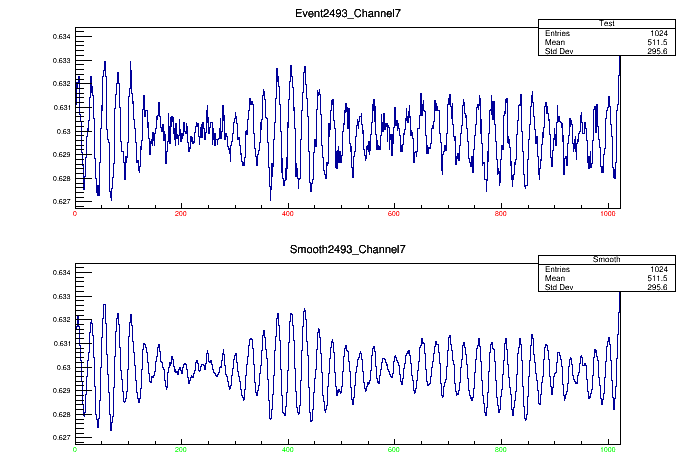 Event2493_Channel7
Test
Entries 1024
Mean 511.5
Std Dev 295.6
0.634
0.633
0.632
0.631
0.63
0.629
0.628
0.627
0 200 400 600 800 1000
Smooth2493_Channel7
Smooth
Entries 1024
Mean 511.5
Std Dev 295.6
0.634
0.633
0.632
0.631
0.63
0.629
0.628
0.627
0 200 400 600 800 1000